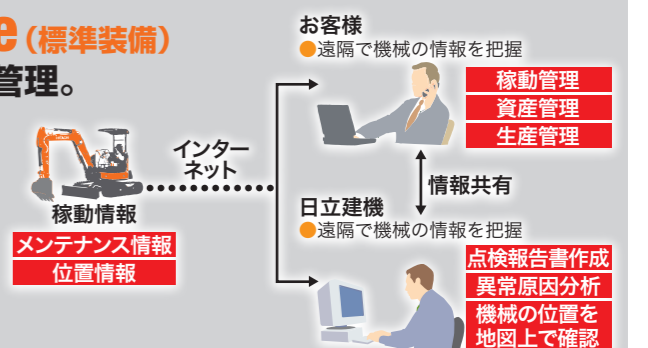 e(標準装備)
管理。
お客様
●遠隔で機械の情報を把握
稼動管理
資産管理
生産管理
インター
ネット
稼動情報
メンテナンス情報
位置情報
情報共有
日立建機
●遠隔で機械の情報を把握
点検報告書作成
異常原因分析
機械の位置を
地図上で確認